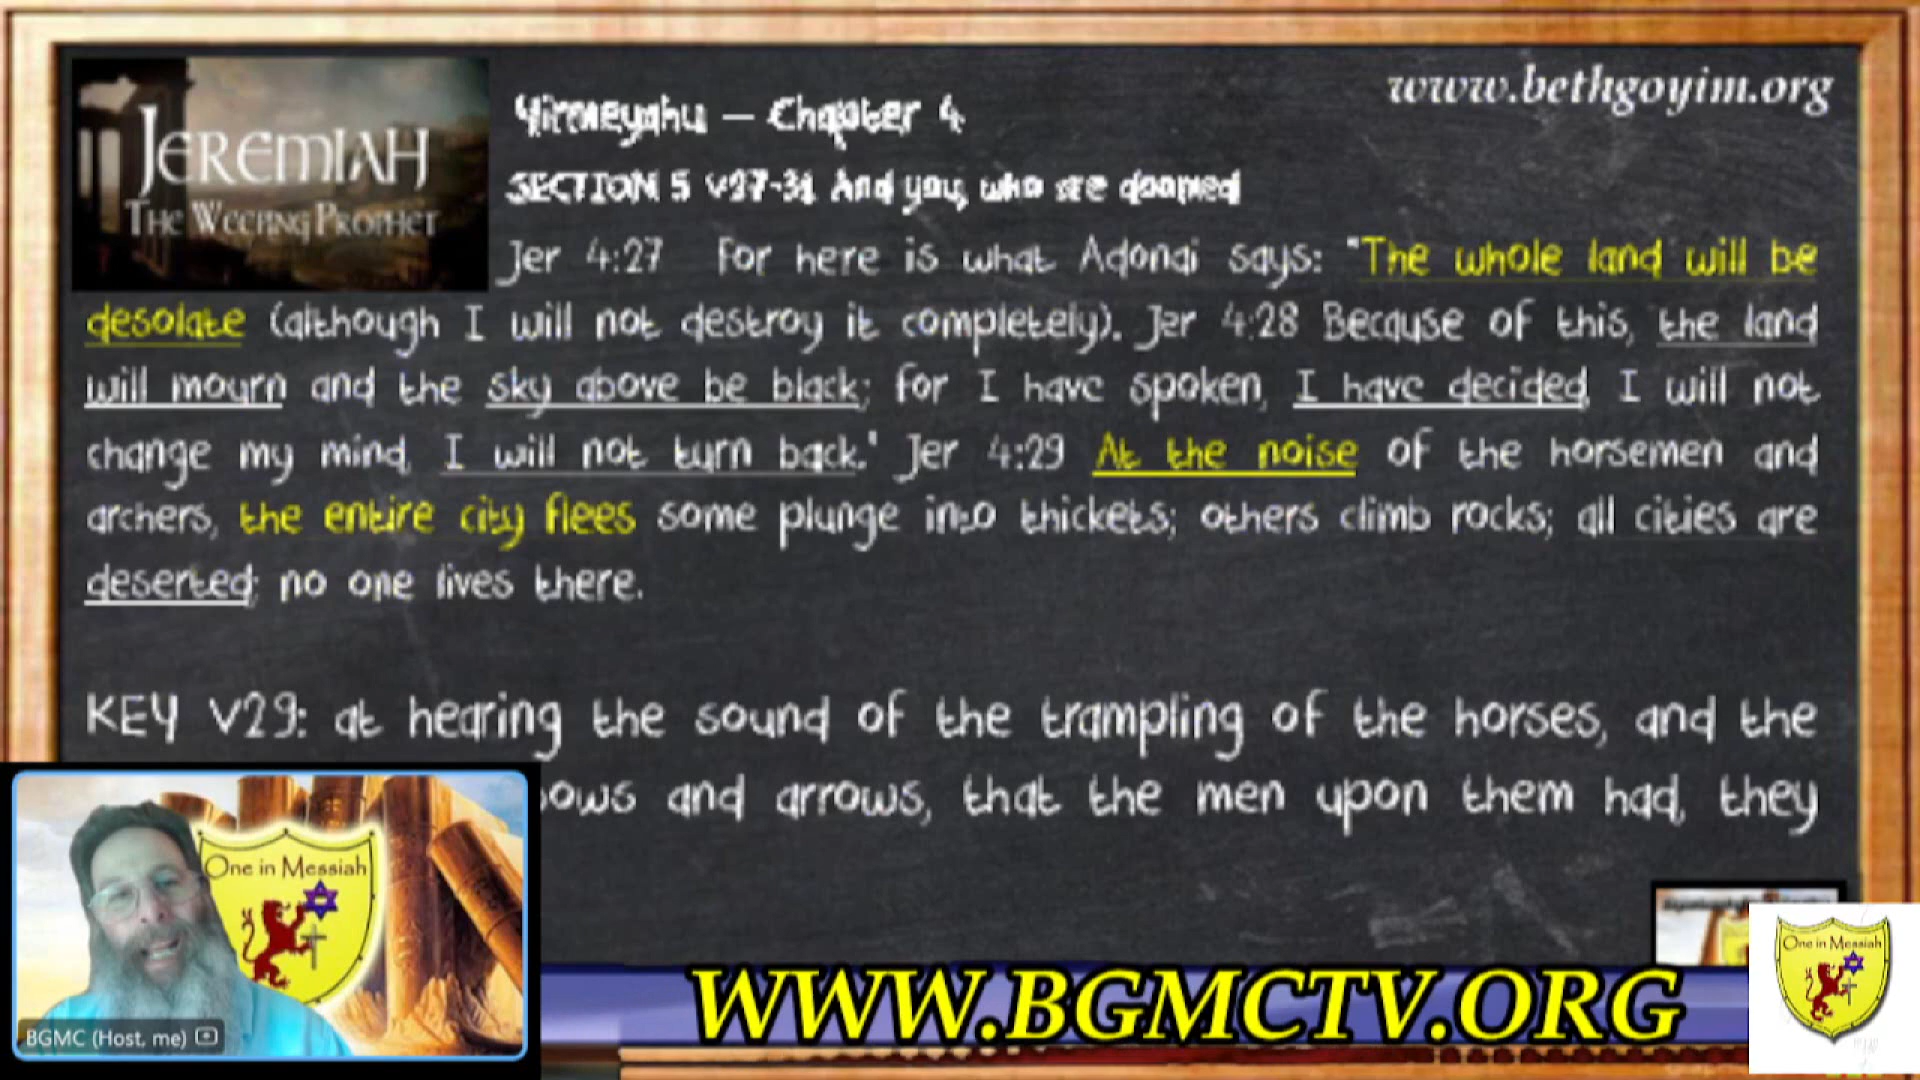 www.bethgoyim.org
JEREMIAH
THE WEEPING PROPHET
Yirmeyahu – Chapter 4
SECTION 5 V27-31 And you, who are doomed
Jer 4:27 For here is what Adonai says: "The whole land will be
desolate (although I will not destroy it completely). Jer 4:28 Because of this, the land
will mourn and the sky above be black; for I have spoken, I have decided, I will not
change my mind, I will not turn back." Jer 4:29 At the noise of the horsemen and
archers, the entire city flees some plunge into thickets; others climb rocks; all cities are
deserted; no one lives there.
KEY V29: at hearing the sound of the trampling of the horses, and the
bows and arrows, that the men upon them had, they
One in Messiah
BGMC (Host, me)
WWW.BGMCTV.ORG
One in Messiah